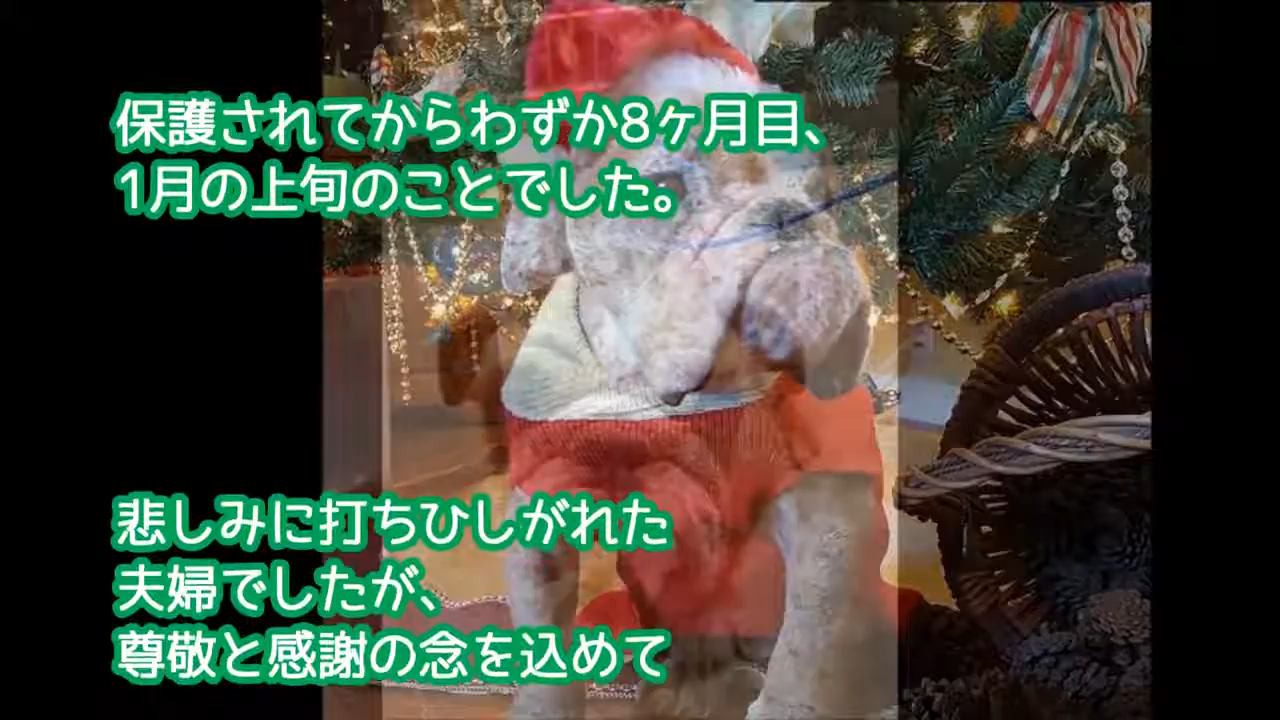 保護されてからわずか8ヶ月目、
1月の上旬のことでした。
悲しみに打ちひしがれた
夫婦でしたが、
尊敬と感謝の念を込めて